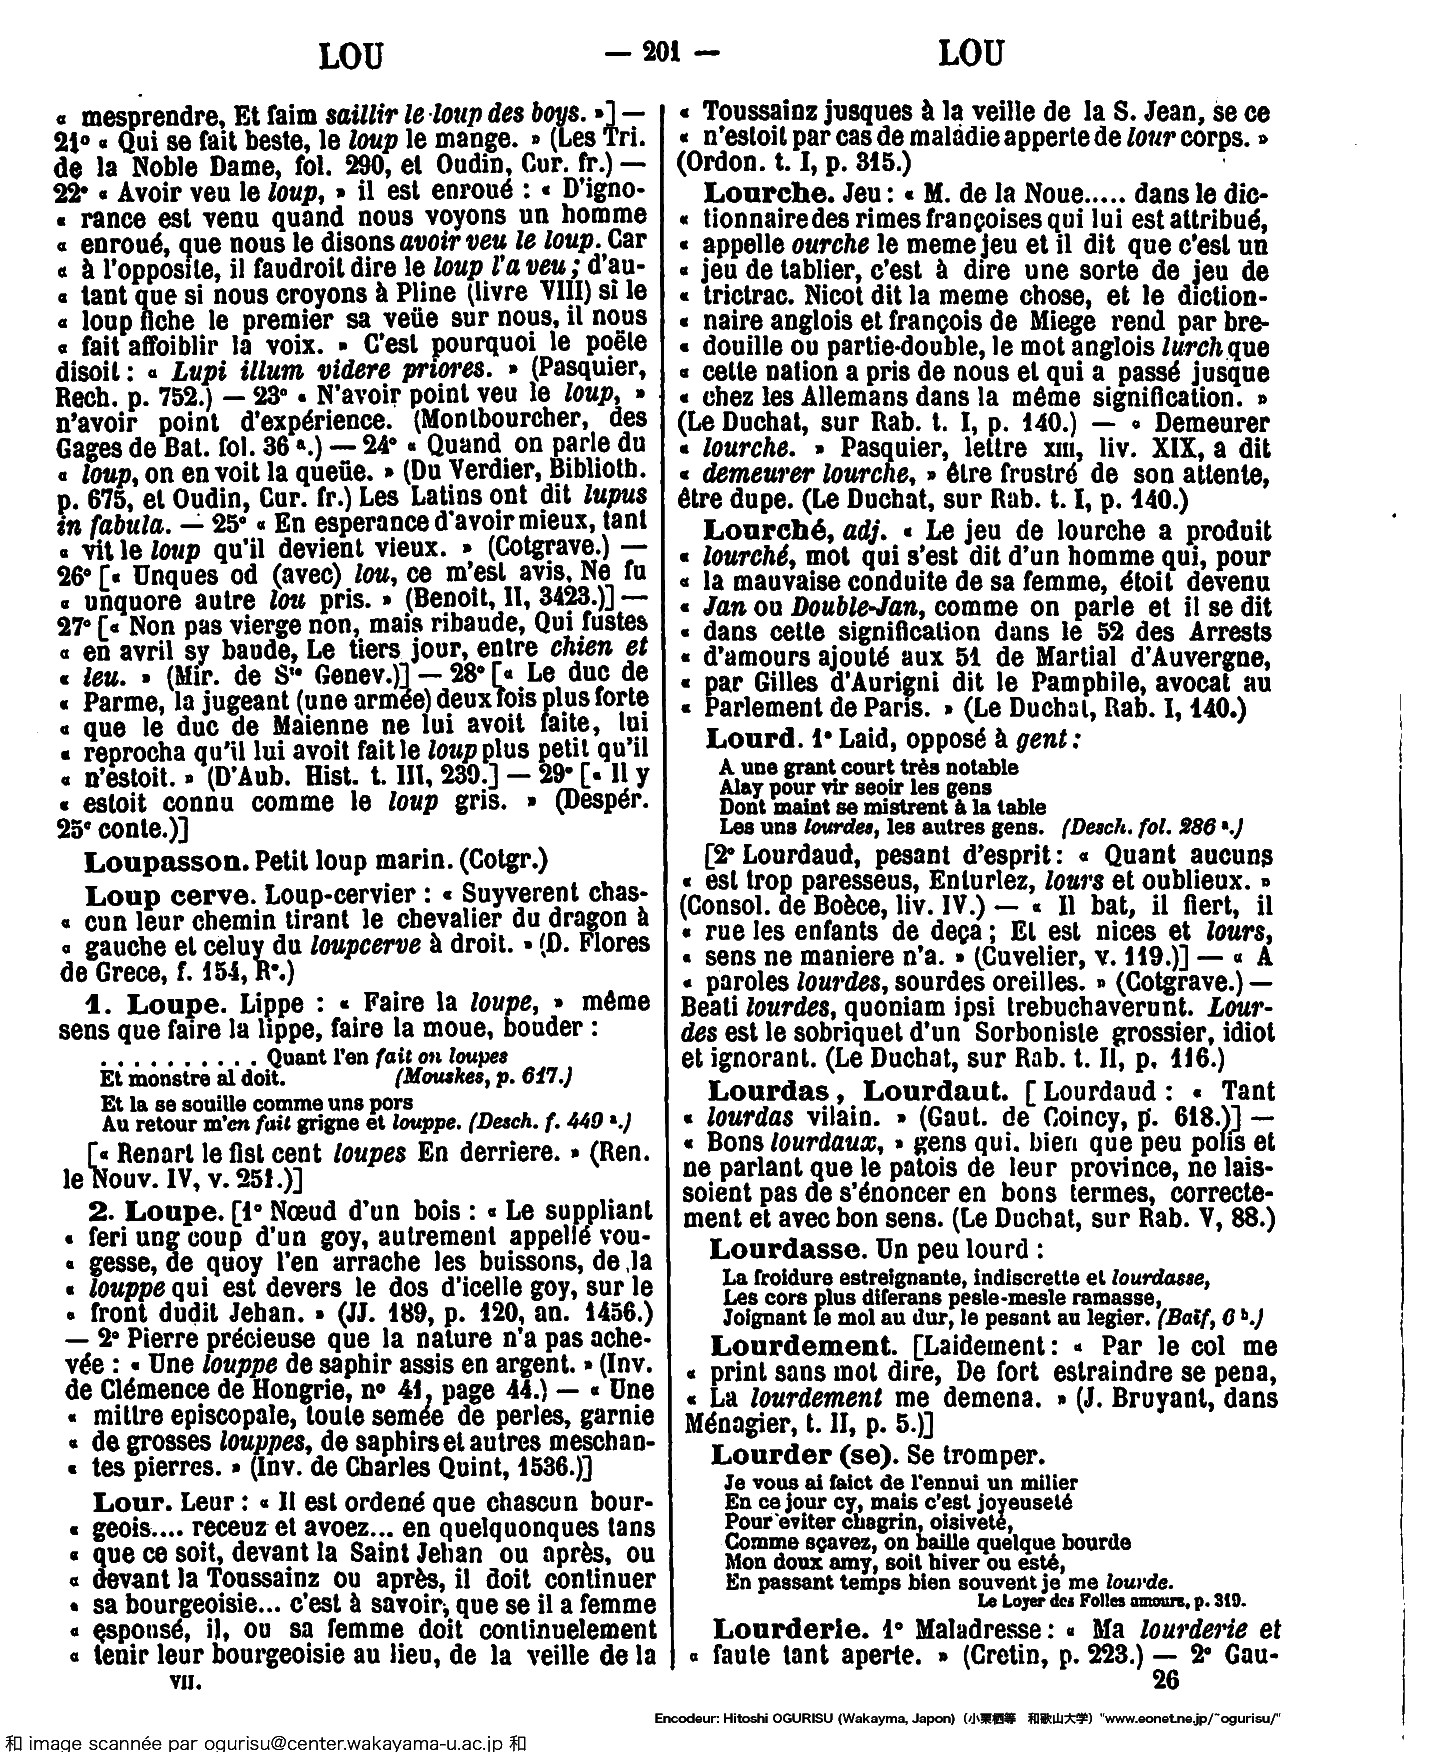 LOU — 201 — LOU
« mesprendre, Et faim saillir le loup des boys. »] —
21° « Qui se fait beste, le loup le mange. » (Les Tri.
de la Noble Dame, fol. 290, et Oudin, Cur. fr.) —
22° « Avoir veu le loup, » il est enroué : « D'igno-
« rance est venu quand nous voyons un homme
« enroué, que nous le disons avoir veu le loup. Car
« à l'opposite, il faudroit dire le loup l'a veu ; d'au-
« tant que si nous croyons à Pline (livre VIII) si le
« loup fiche le premier sa veüe sur nous, il nous
« fait affoiblir la voix. » C'est pourquoi le poëte
disoit : « Lupi illum videre priores. » (Pasquier,
Rech. p. 752.) — 23° « N'avoir point veu le loup, »
n'avoir point d'expérience. (Montbourcher, des
Gages de Bat. fol. 36 a.) — 24° « Quand on parle du
« loup, on en voit la queüe. » (Du Verdier, Biblioth.
p. 675, et Oudin, Cur. fr.) Les Latins ont dit lupus
in fabula. — 25° « En esperance d'avoir mieux, tant
« vit le loup qu'il devient vieux. » (Cotgrave.) —
26° [« Unques od (avec) lou, ce m'est avis, Ne fu
« unquore autre lou pris. » (Benoit, II, 3423.)] —
27° [« Non pas vierge non, mais ribaude, Qui fustes
« en avril sy baude, Le tiers jour, entre chien et
« leu. » (Mir. de Ste Genev.)] — 28° [« Le duc de
« Parme, la jugeant (une armée) deux fois plus forte
« que le duc de Maienne ne lui avoit faite, lui
« reprocha qu'il lui avoit fait le loup plus petit qu'il
« n'estoit. » (D'Aub. Hist. t. III, 239.] — 29° [« Il y
« estoit connu comme le loup gris. » (Despér.
25e conte.)]
Loupasson. Petit loup marin. (Cotgr.)
Loup cerve. Loup-cervier : « Suyverent chas-
« cun leur chemin tirant le chevalier du dragon à
« gauche et celuy du loupcerve à droit. » (D. Flores
de Grece, f. 154, R°.)
1. Loupe. Lippe : « Faire la loupe, » même
sens que faire la lippe, faire la moue, bouder :
. . . . . . . . . . Quant l'en fait on loupes
Et monstre al doit. (Mouskes, p. 617.)
Et la se souille comme uns pors
Au retour m'en fait grigne et louppe. (Desch. f. 449 a.)
[« Renart le fist cent loupes En derriere. » (Ren.
le Nouv. IV, v. 251.)]
2. Loupe. [1° Nœud d'un bois : « Le suppliant
« feri ung coup d'un goy, autrement appellé vou-
« gesse, de quoy l'en arrache les buissons, de la
« louppe qui est devers le dos d'icelle goy, sur le
« front dudit Jehan. » (JJ. 189, p. 120, an. 1456.)
— 2° Pierre précieuse que la nature n'a pas ache-
vée : « Une louppe de saphir assis en argent. » (Inv.
de Clémence de Hongrie, n° 41, page 44.) — « Une
« mittre episcopale, toute semée de perles, garnie
« de grosses louppes, de saphirs et autres meschan-
« tes pierres. » (Inv. de Charles Quint, 1536.)]
Lour. Leur : « Il est ordené que chascun bour-
« geois.... receuz et avoez... en quelquonques tans
« que ce soit, devant la Saint Jehan ou après, ou
« devant la Toussainz ou après, il doit continuer
« sa bourgeoisie... c'est à savoir, que se il a femme
« esponsé, il, ou sa femme doit continuelement
« tenir leur bourgeoisie au lieu, de la veille de la
VII.
« Toussainz jusques à la veille de la S. Jean, se ce
« n'estoit par cas de maladie apperte de lour corps. »
(Ordon. t. I, p. 315.)
Lourche. Jeu : « M. de la Noue..... dans le dic-
« tionnaire des rimes françoises qui lui est attribué,
« appelle ourche le meme jeu et il dit que c'est un
« jeu de tablier, c'est à dire une sorte de jeu de
« trictrac. Nicot dit la meme chose, et le diction-
« naire anglois et françois de Miege rend par bre-
« douille ou partie-double, le mot anglois lurch que
« cette nation a pris de nous et qui a passé jusque
« chez les Allemans dans la même signification. »
(Le Duchat, sur Rab. t. I, p. 140.) — « Demeurer
« lourche. » Pasquier, lettre XIII, liv. XIX, a dit
« demeurer lourche, » être frustré de son attente,
être dupe. (Le Duchat, sur Rab. t. I, p. 140.)
Lourché, adj. « Le jeu de lourche a produit
« lourché, mot qui s'est dit d'un homme qui, pour
« la mauvaise conduite de sa femme, étoit devenu
« Jan ou Double-Jan, comme on parle et il se dit
« dans cette signification dans le 52 des Arrests
« d'amours ajouté aux 51 de Martial d'Auvergne,
« par Gilles d'Aurigni dit le Pamphile, avocat au
« Parlement de Paris. » (Le Duchat, Rab. I, 140.)
Lourd. 1° Laid, opposé à gent :
A une grant court très notable
Alay pour vir seoir les gens
Dont maint se mistrent à la table
Les uns lourdes, les autres gens. (Desch. fol. 286 a.)
[2° Lourdaud, pesant d'esprit : « Quant aucuns
« est trop paresseus, Enturlez, lours et oublieux. »
(Consol. de Boèce, liv. IV.) — « Il bat, il fiert, il
« rue les enfants de deçà ; Et est nices et lours,
« sens ne maniere n'a. » (Cuvelier, v. 119.)] — « A
« paroles lourdes, sourdes oreilles. » (Cotgrave.) —
Beati lourdes, quoniam ipsi trebuchaverunt. Lour-
des est le sobriquet d'un Sorboniste grossier, idiot
et ignorant. (Le Duchat, sur Rab. t. II, p. 116.)
Lourdas, Lourdaut. [Lourdaud : « Tant
« lourdas vilain. » (Gaut. de Coincy, p. 618.)] —
« Bons lourdaux, » gens qui, bien que peu polis et
ne parlant que le patois de leur province, ne lais-
soient pas de s'énoncer en bons termes, correcte-
ment et avec bon sens. (Le Duchat, sur Rab. V, 88.)
Lourdasse. Un peu lourd :
La froidure estreignante, indiscrette et lourdasse,
Les cors plus diferans pesle-mesle ramasse,
Joignant le mol au dur, le pesant au legier. (Baïf, 6 b.)
Lourdement. [Laidement : « Par le col me
« print sans mot dire, De fort estraindre se pena,
« La lourdement me demena. » (J. Bruyant, dans
Ménagier, t. II, p. 5.)]
Lourder (se). Se tromper.
Je vous ai faict de l'ennui un milier
En ce jour cy, mais c'est joyeuseté
Pour eviter chagrin, oisiveté,
Comme sçavez, on baille quelque bourde
Mon doux amy, soit hiver ou esté,
En passant temps bien souvent je me lourde.
Le Loyer des Folles amours, p. 319.
Lourderie. 1° Maladresse : « Ma lourderie et
« faute tant aperte. » (Cretin, p. 223.) — 2° Gau-
26
Encodeur: Hitoshi OGURISU (Wakayma, Japon) (小栗栖等 和歌山大学) "www.eonet.ne.jp/~ogurisu/"
和 image scannée par ogurisu@center.wakayama-u.ac.jp 和